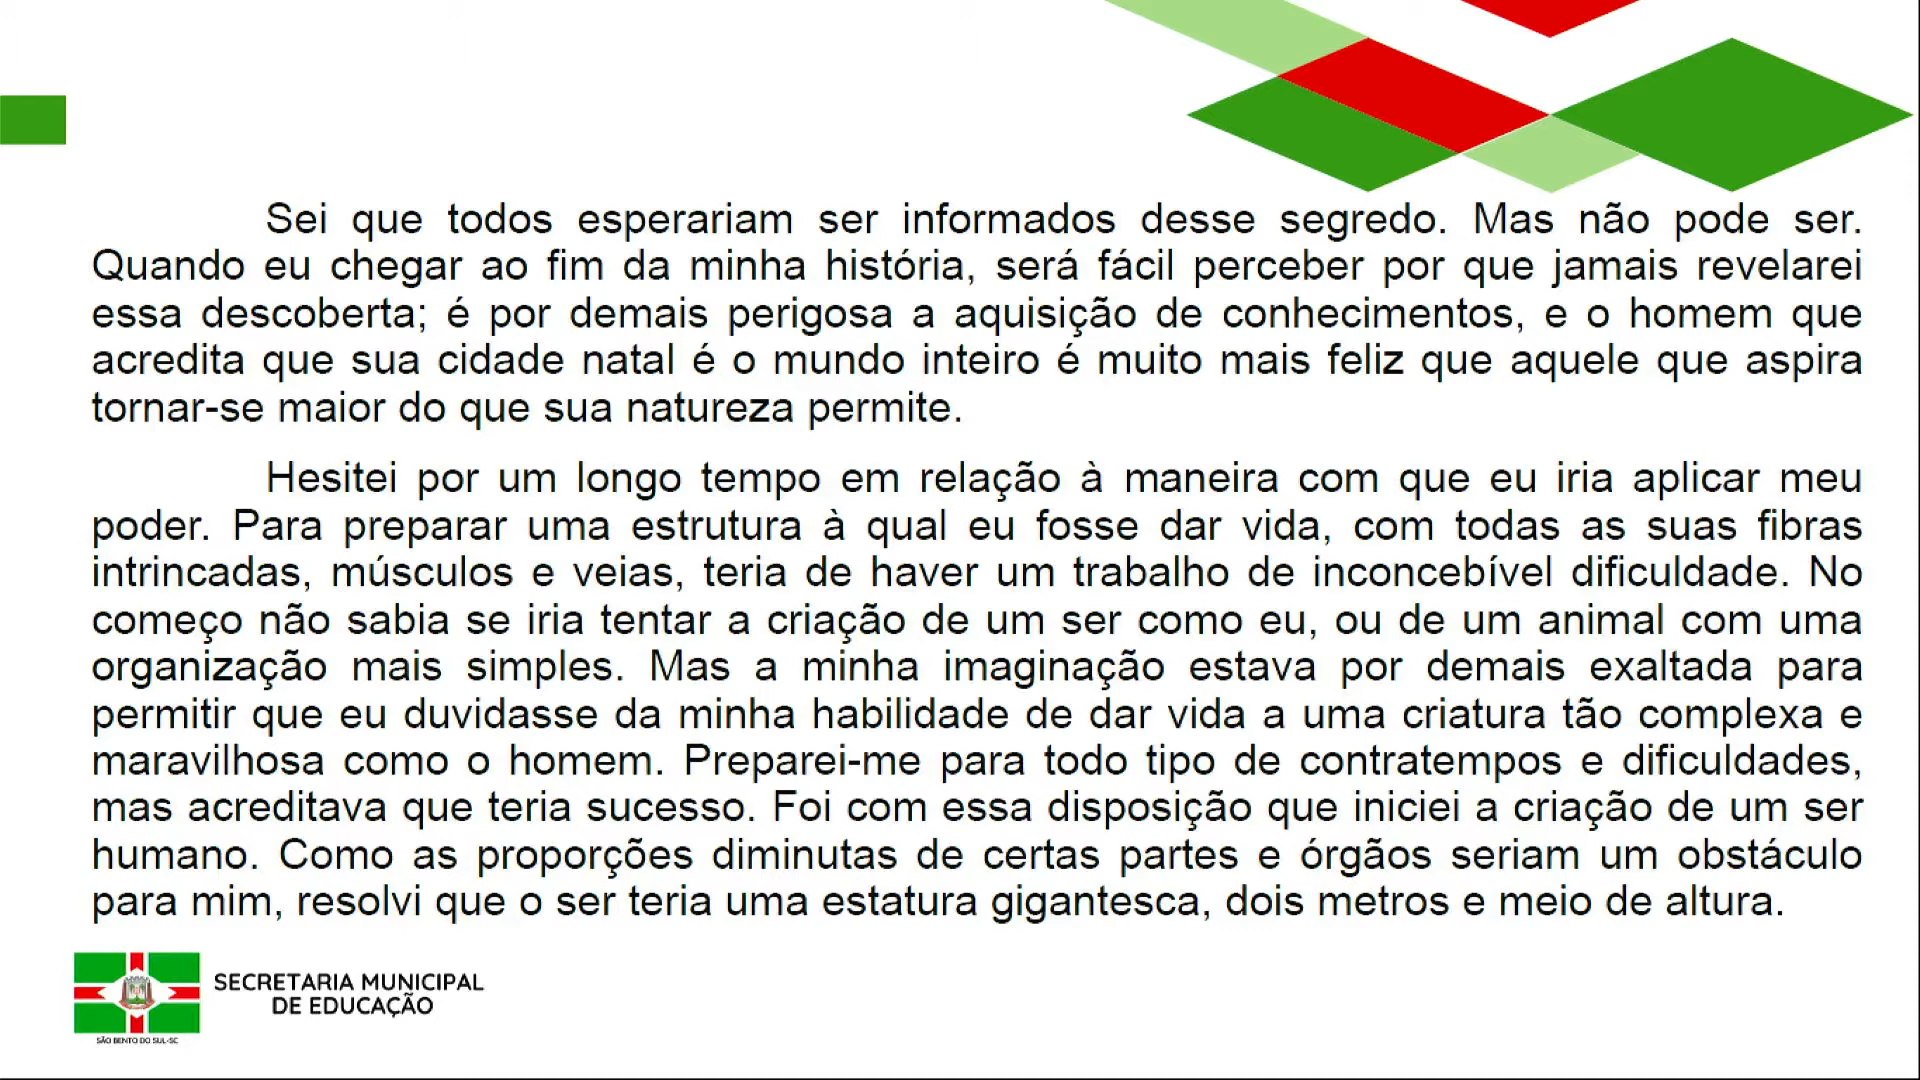 Sei que todos esperariam ser informados desse segredo. Mas não pode ser.
Quando eu chegar ao fim da minha história, será fácil perceber por que jamais revelarei
essa descoberta; é por demais perigosa a aquisição de conhecimentos, e o homem que
acredita que sua cidade natal é o mundo inteiro é muito mais feliz que aquele que aspira
tornar-se maior do que sua natureza permite.
Hesitei por um longo tempo em relação à maneira com que eu iria aplicar meu
poder. Para preparar uma estrutura à qual eu fosse dar vida, com todas as suas fibras
intrincadas, músculos e veias, teria de haver um trabalho de inconcebível dificuldade. No
começo não sabia se iria tentar a criação de um ser como eu, ou de um animal com uma
organização mais simples. Mas a minha imaginação estava por demais exaltada para
permitir que eu duvidasse da minha habilidade de dar vida a uma criatura tão complexa e
maravilhosa como o homem. Preparei-me para todo tipo de contratempos e dificuldades,
mas acreditava que teria sucesso. Foi com essa disposição que iniciei a criação de um ser
humano. Como as proporções diminutas de certas partes e órgãos seriam um obstáculo
para mim, resolvi que o ser teria uma estatura gigantesca, dois metros e meio de altura.
SECRETARIA MUNICIPAL
DE EDUCAÇÃO
SÃO BENTO DO SUL-SC